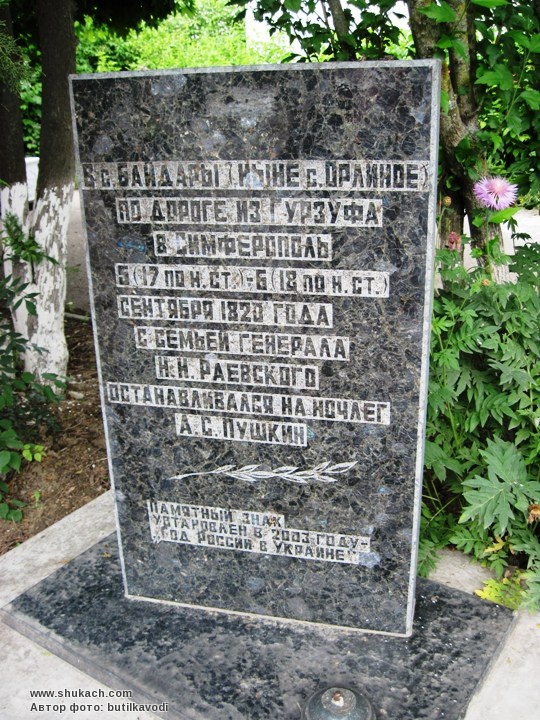 В с. БАЙДАРЫ (НЫНЕ с. ОРЛИНОЕ)
ПО ДОРОГЕ ИЗ ГУРЗУФА
В СИМФЕРОПОЛЬ
5 (17 ПО Н. СТ.) - 6 (18 ПО Н. СТ.)
СЕНТЯБРЯ 1820 ГОДА
С СЕМЬЕЙ ГЕНЕРАЛА
Н.Н. РАЕВСКОГО
ОСТАНАВЛИВАЛСЯ НА НОЧЛЕГ
А.С. ПУШКИН
ПАМЯТНЫЙ ЗНАК
УРТАНОВЛЕН В 2003 ГОДУ-
"ГОД РОССИИ В УКРАИНЕ"
www.shukach.com
Автор фото: butilkavodi